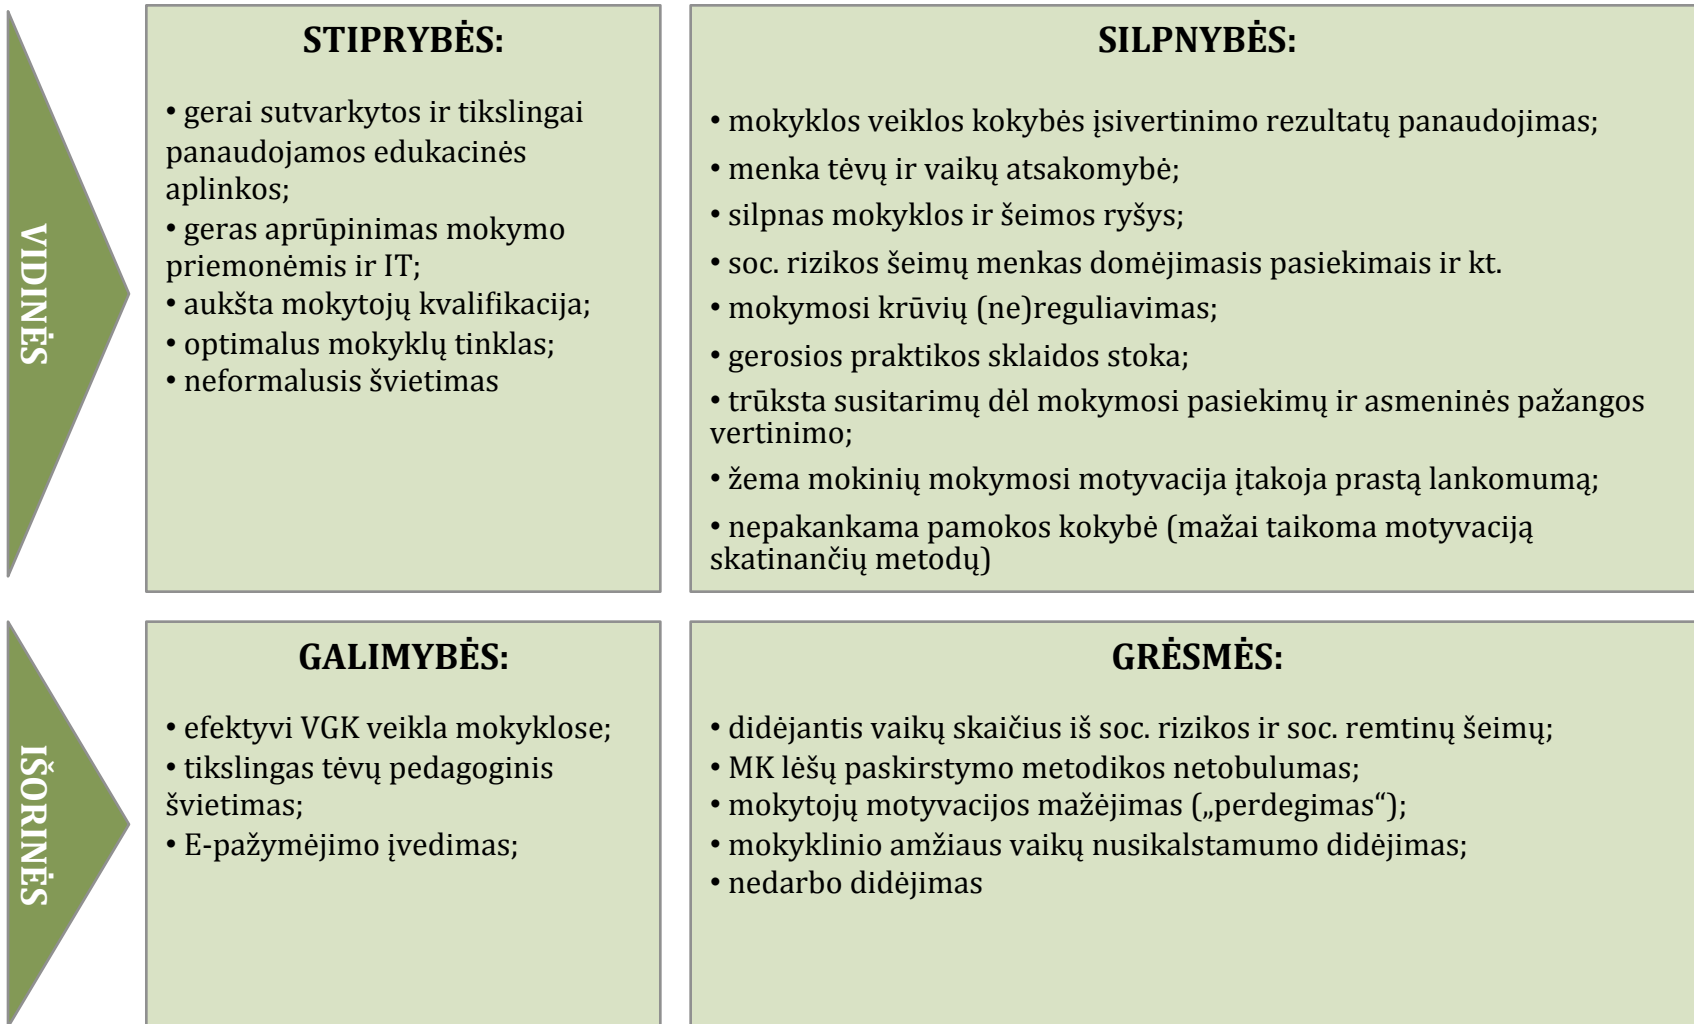 VIDINĖS
STIPRYBĖS:
• gerai sutvarkytos ir tikslingai
panaudojamos edukacinės
aplinkos;
• geras aprūpinimas mokymo
priemonėmis ir IT;
• aukšta mokytojų kvalifikacija;
• optimalus mokyklų tinklas;
• neformalusis švietimas
SILPNYBĖS:
• mokyklos veiklos kokybės įsivertinimo rezultatų panaudojimas;
• menka tėvų ir vaikų atsakomybė;
• silpnas mokyklos ir šeimos ryšys;
• soc. rizikos šeimų menkas domėjimasis pasiekimais ir kt.
• mokymosi krūvių (ne)reguliavimas;
• gerosios praktikos sklaidos stoka;
• trūksta susitarimų dėl mokymosi pasiekimų ir asmeninės pažangos
vertinimo;
• žema mokinių mokymosi motyvacija įtakoja prastą lankomumą;
• nepakankama pamokos kokybė (mažai taikoma motyvaciją
skatinančių metodų)
IŠORINĖS
GALIMYBĖS:
• efektyvi VGK veikla mokyklose;
• tikslingas tėvų pedagoginis
švietimas;
• E-pažymėjimo įvedimas;
GRĖSMĖS:
• didėjantis vaikų skaičius iš soc. rizikos ir soc. remtinų šeimų;
• MK lėšų paskirstymo metodikos netobulumas;
• mokytojų motyvacijos mažėjimas („perdegimas“);
• mokyklinio amžiaus vaikų nusikalstamumo didėjimas;
• nedarbo didėjimas